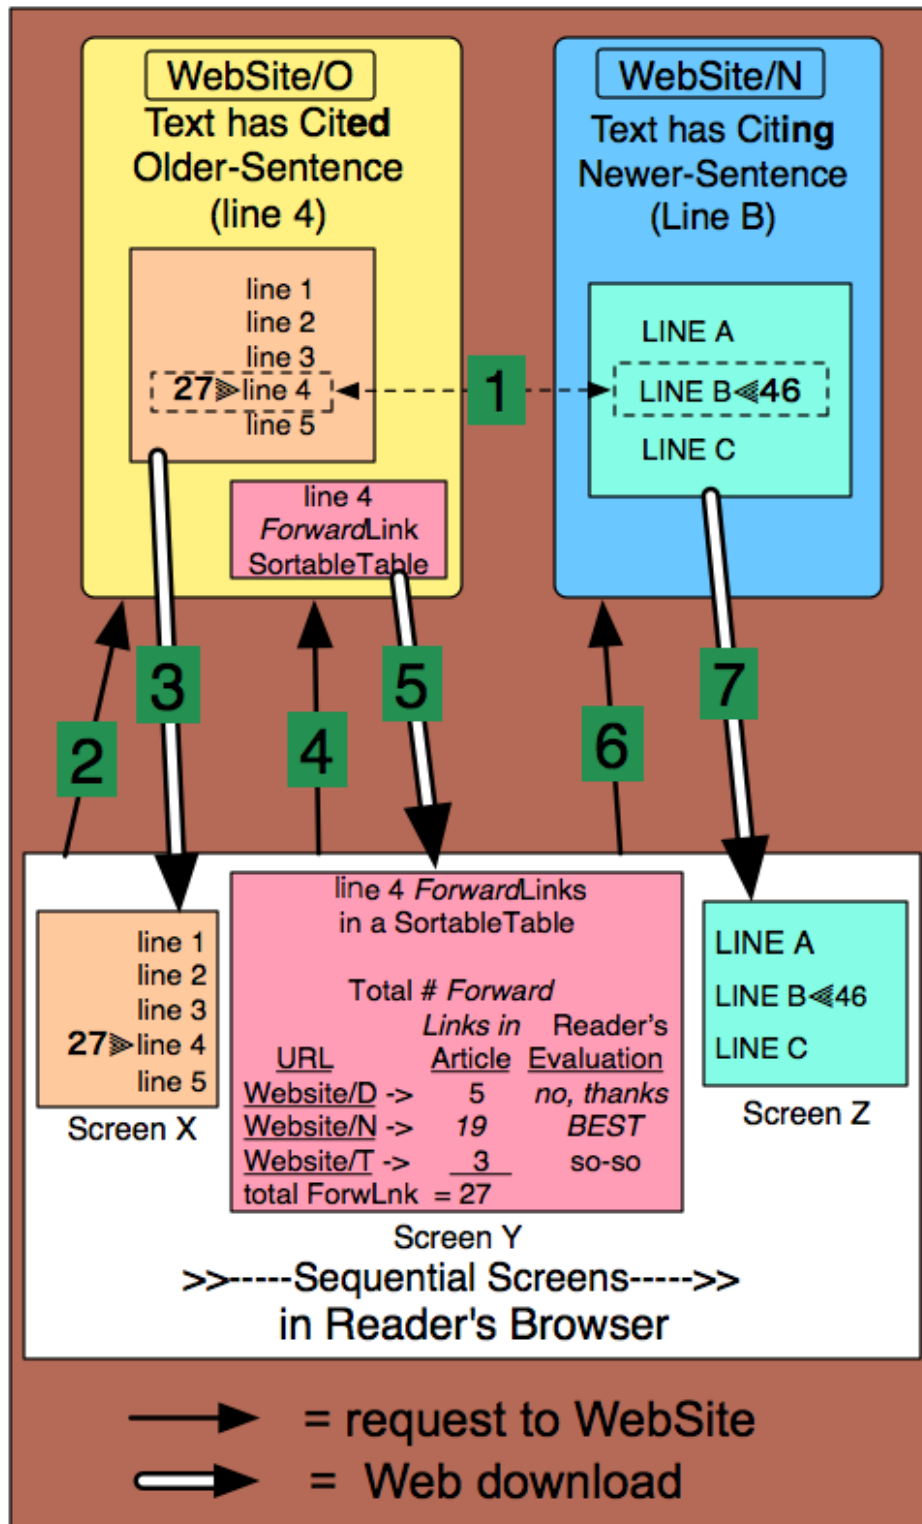 WebSite/O
Text has Cited
Older-Sentence
(line 4)
line 1
line 2
line 3
27 line 4
line 5
line 4
ForwardLink
SortableTable
WebSite/N
Text has Citing
Newer-Sentence
(Line B)
LINE A
LINE B 46
LINE C
1
2
3
4
5
6
7
line 1
line 2
line 3
27 line 4
line 5
Screen X
line 4 ForwardLinks
in a SortableTable
Total # Forward
Links in Reader's
URL Article Evaluation
Website/D -> 5 no, thanks
Website/N -> 19 BEST
Website/T -> 3 so-so
total ForwLnk = 27
Screen Y
LINE A
LINE B 46
LINE C
Screen Z
>>-----Sequential Screens----->>
in Reader's Browser
= request to WebSite
= Web download